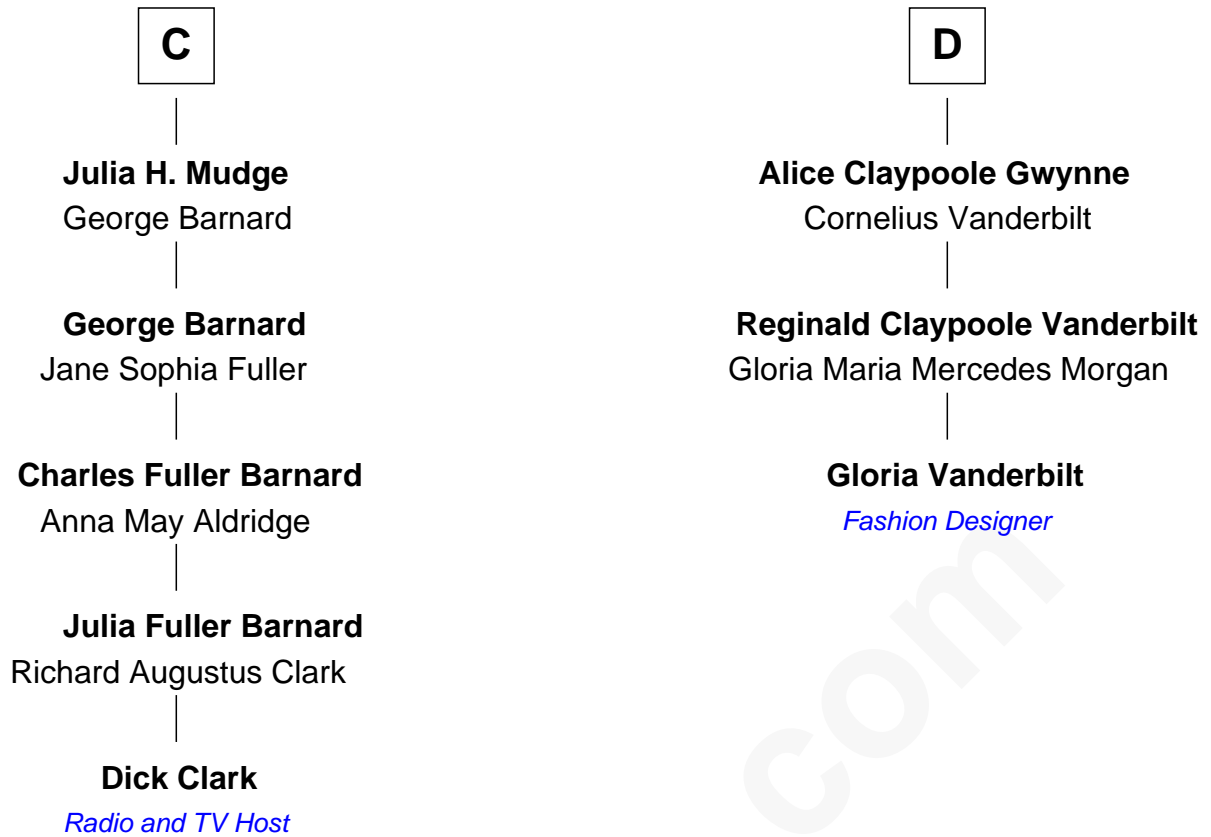 C
Julia H. Mudge
George Barnard
George Barnard
Jane Sophia Fuller
Charles Fuller Barnard
Anna May Aldridge
Julia Fuller Barnard
Richard Augustus Clark
Dick Clark
Radio and TV Host
D
Alice Claypoole Gwynne
Cornelius Vanderbilt
Reginald Claypoole Vanderbilt
Gloria Maria Mercedes Morgan
Gloria Vanderbilt
Fashion Designer
com